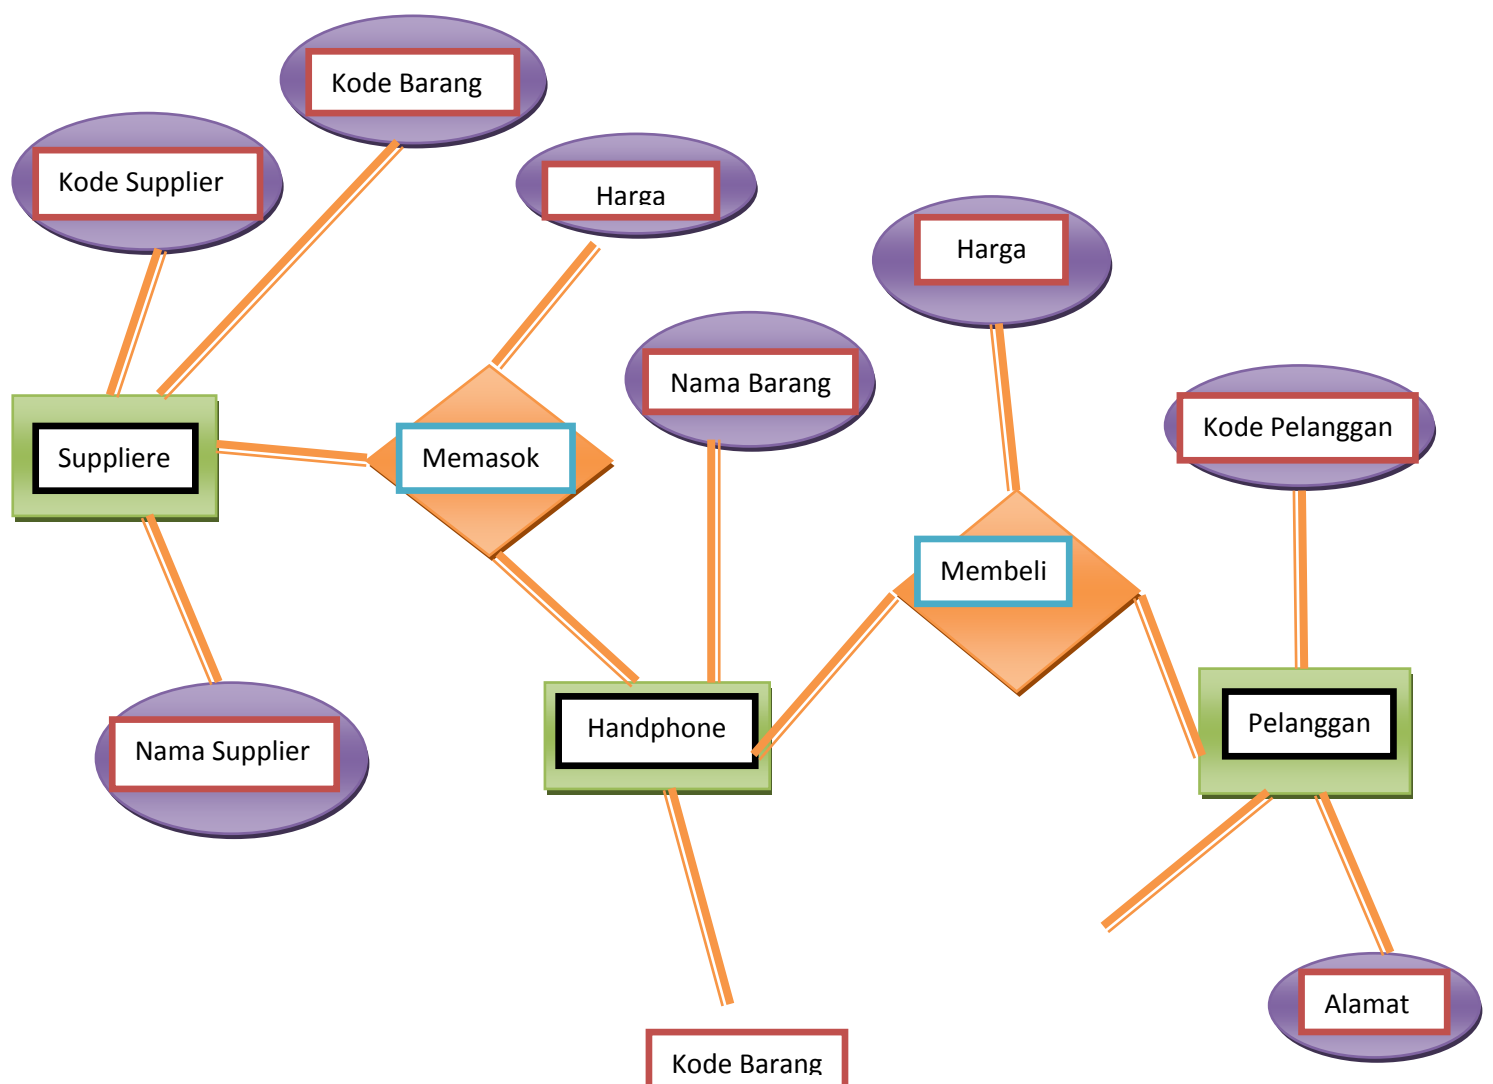 Kode Barang
Kode Supplier
Harga
Harga
Nama Barang
Kode Pelanggan
Suppliere
Memasok
Membeli
Handphone
Pelanggan
Nama Supplier
Alamat
Kode Barang